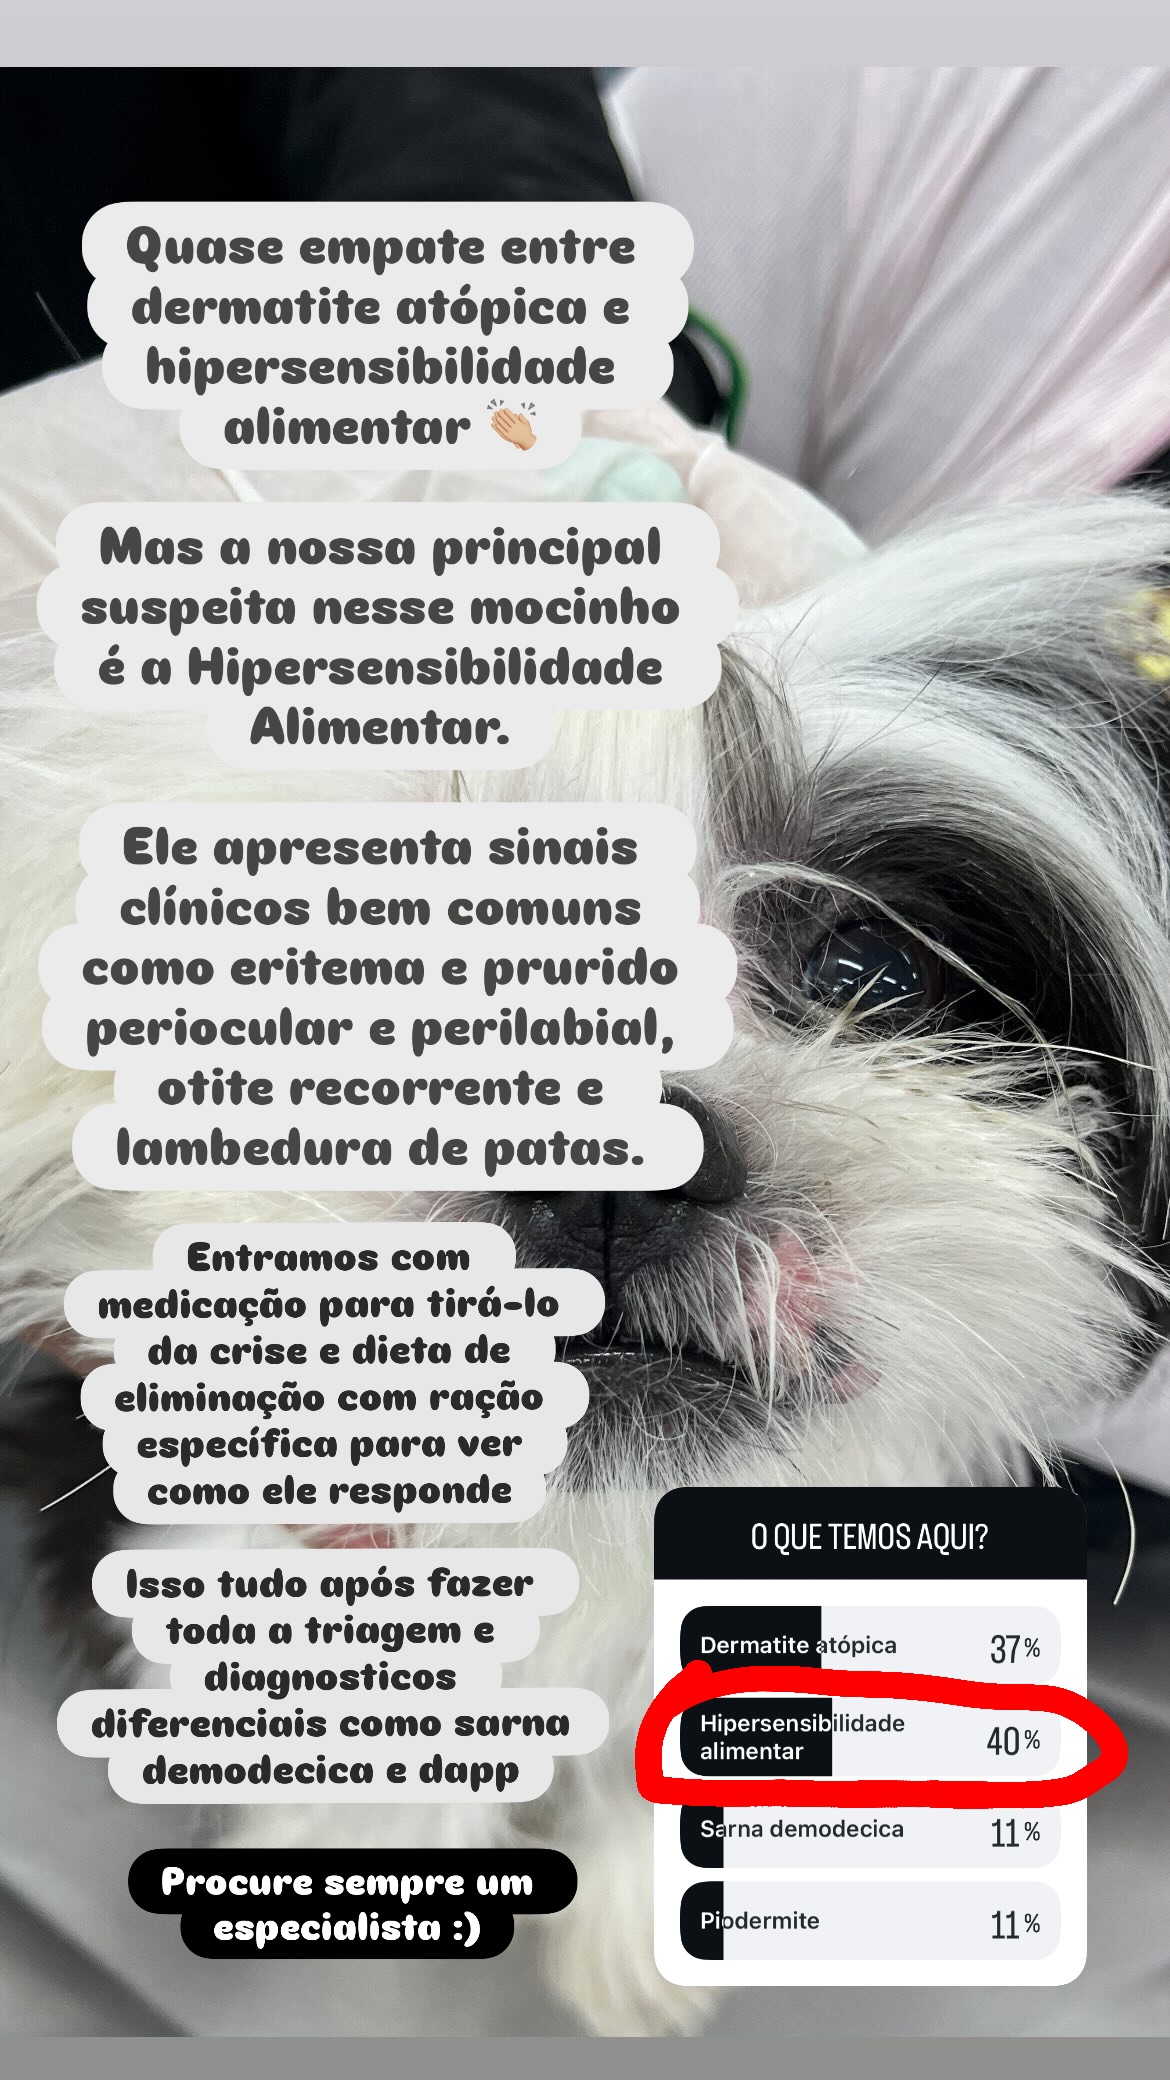 Quase empate entre
dermatite atópica e
hipersensibilidade
alimentar 👏🏼
Mas a nossa principal
suspeita nesse mocinho
é a Hipersensibilidade
Alimentar.
Ele apresenta sinais
clínicos bem comuns
como eritema e prurido
periocular e perilabial,
otite recorrente e
lambedura de patas.
Entramos com
medicação para tirá-lo
da crise e dieta de
eliminação com ração
específica para ver
como ele responde
Isso tudo após fazer
toda a triagem e
diagnosticos
diferenciais como sarna
demodecica e dapp
Procure sempre um
especialista :)
O QUE TEMOS AQUI?
Dermatite atópica 37%
Hipersensibilidade
alimentar 40%
Sarna demodecica 11%
Piodermite 11%